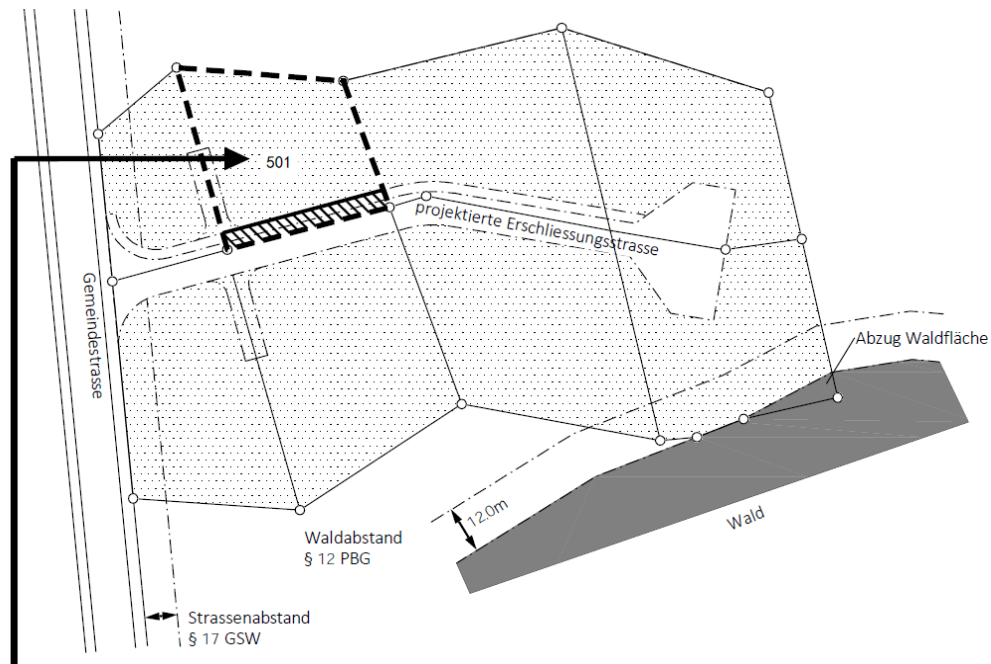 501
projektierte Erschliessungsstrasse
Gemeindestrasse
Abzug Waldfläche
12.0m
Wald
Waldabstand
§ 12 PBG
Strassenabstand
§ 17 GSW